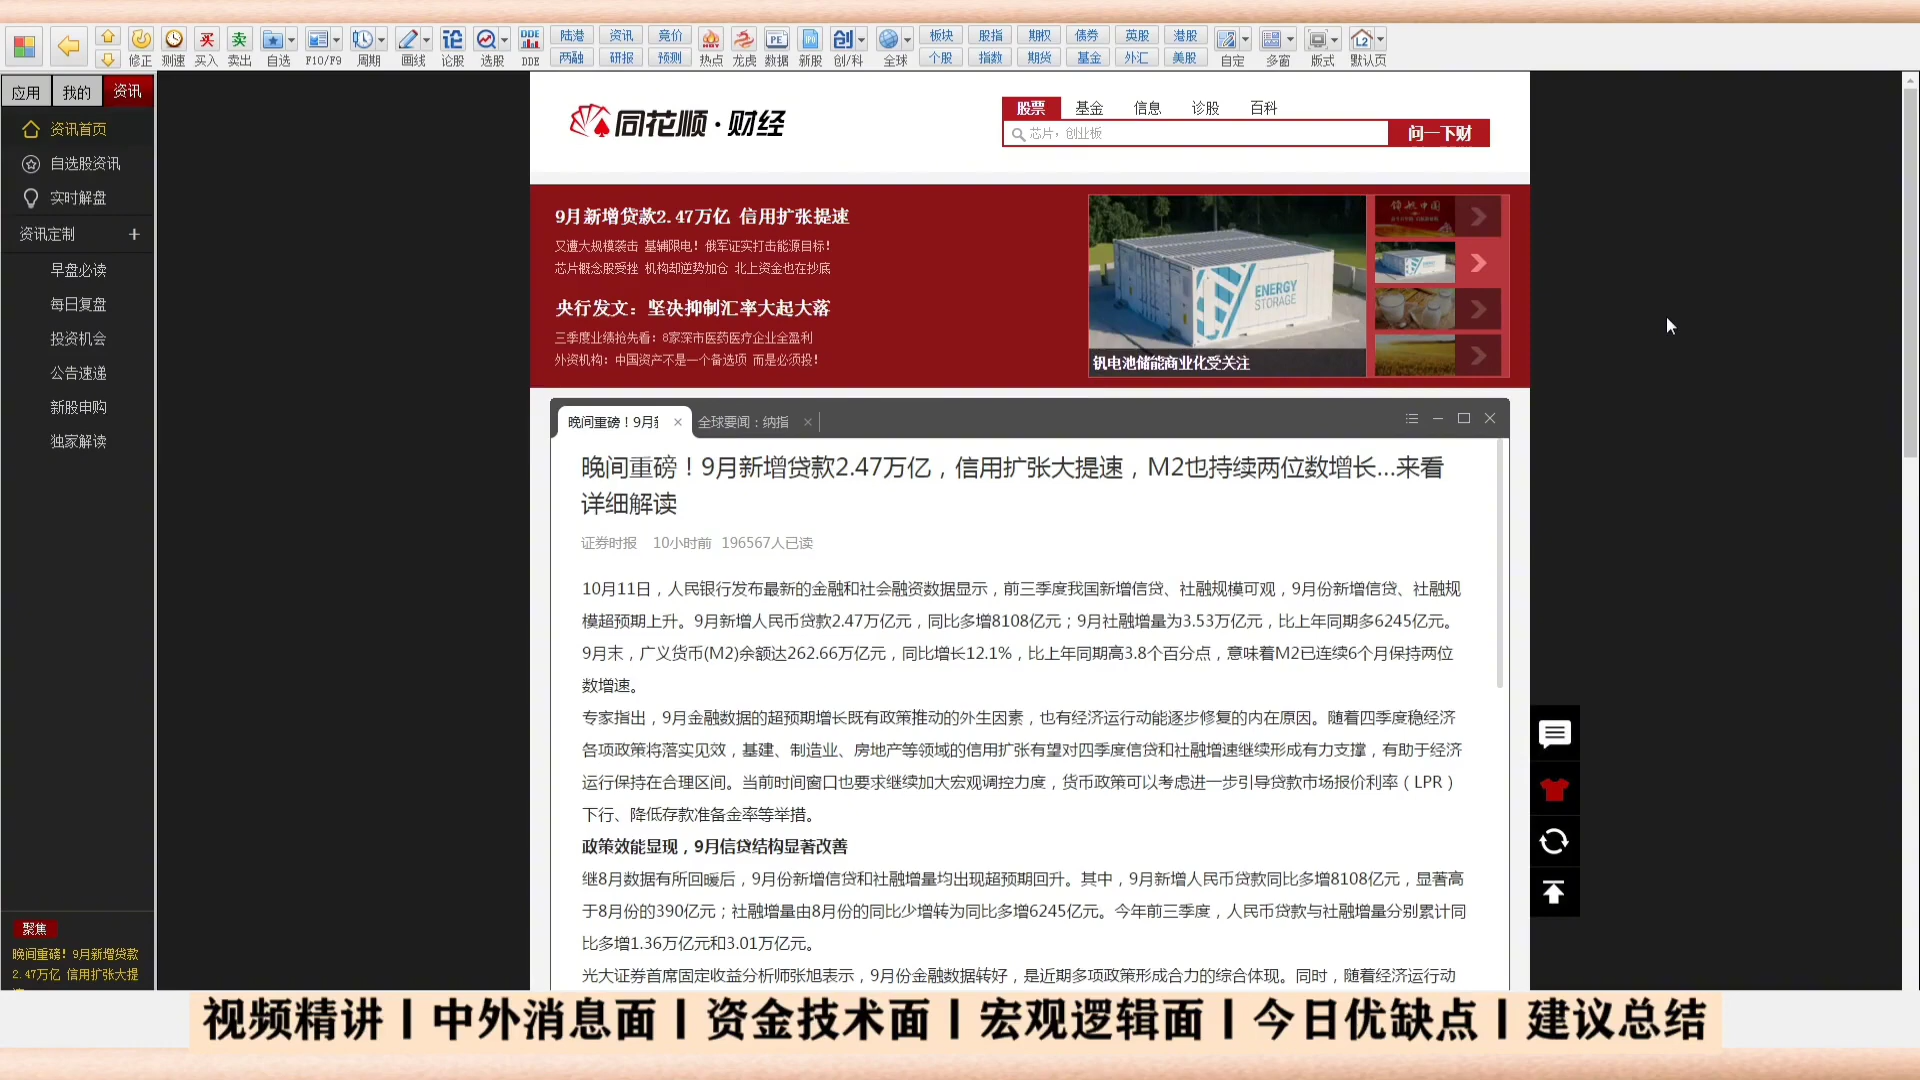 修正 测速 买入 卖出 自选 F10/F9 周期 画线 论股 选股 DDE 热点 龙虎 数据 新股 创/科 全球 自定 多窗 版式 默认页
买 卖 论 DDE PE IPO 创 L2
陆港 资讯 竞价 板块 股指 期权 债券 英股 港股
两融 研报 预测 个股 指数 期货 基金 外汇 美股
应用 我的 资讯
资讯首页
自选股资讯
实时解盘
资讯定制 +
早盘必读
每日复盘
投资机会
公告速递
新股申购
独家解读
聚焦
晚间重磅！9月新增贷款
2.47万亿 信用扩张大提
同花顺·财经
股票 基金 信息 诊股 百科
芯片，创业板
问一下财
9月新增贷款2.47万亿 信用扩张提速
又遭大规模袭击 基辅限电！俄军证实打击能源目标！
芯片概念股受挫 机构却逆势加仓 北上资金也在抄底
央行发文：坚决抑制汇率大起大落
三季度业绩抢先看：8家深市医药医疗企业全盈利
外资机构：中国资产不是一个备选项 而是必须投！
ENERGY
STORAGE
钒电池储能商业化受关注
领航中国
晚间重磅！9月新 × 全球要闻：纳指 ×
晚间重磅！9月新增贷款2.47万亿，信用扩张大提速，M2也持续两位数增长...来看
详细解读
证券时报 10小时前 196567人已读
10月11日，人民银行发布最新的金融和社会融资数据显示，前三季度我国新增信贷、社融规模可观，9月份新增信贷、社融规
模超预期上升。9月新增人民币贷款2.47万亿元，同比多增8108亿元；9月社融增量为3.53万亿元，比上年同期多6245亿元。
9月末，广义货币(M2)余额达262.66万亿元，同比增长12.1%，比上年同期高3.8个百分点，意味着M2已连续6个月保持两位
数增速。
专家指出，9月金融数据的超预期增长既有政策推动的外生因素，也有经济运行动能逐步修复的内在原因。随着四季度稳经济
各项政策将落实见效，基建、制造业、房地产等领域的信用扩张有望对四季度信贷和社融增速继续形成有力支撑，有助于经济
运行保持在合理区间。当前时间窗口也要求继续加大宏观调控力度，货币政策可以考虑进一步引导贷款市场报价利率（LPR）
下行、降低存款准备金率等举措。
政策效能显现，9月信贷结构显著改善
继8月数据有所回暖后，9月份新增信贷和社融增量均出现超预期回升。其中，9月新增人民币贷款同比多增8108亿元，显著高
于8月份的390亿元；社融增量由8月份的同比少增转为同比多增6245亿元。今年前三季度，人民币贷款与社融增量分别累计同
比多增1.36万亿元和3.01万亿元。
光大证券首席固定收益分析师张旭表示，9月份金融数据转好，是近期多项政策形成合力的综合体现。同时，随着经济运行动
视频精讲丨中外消息面丨资金技术面丨宏观逻辑面丨今日优缺点丨建议总结